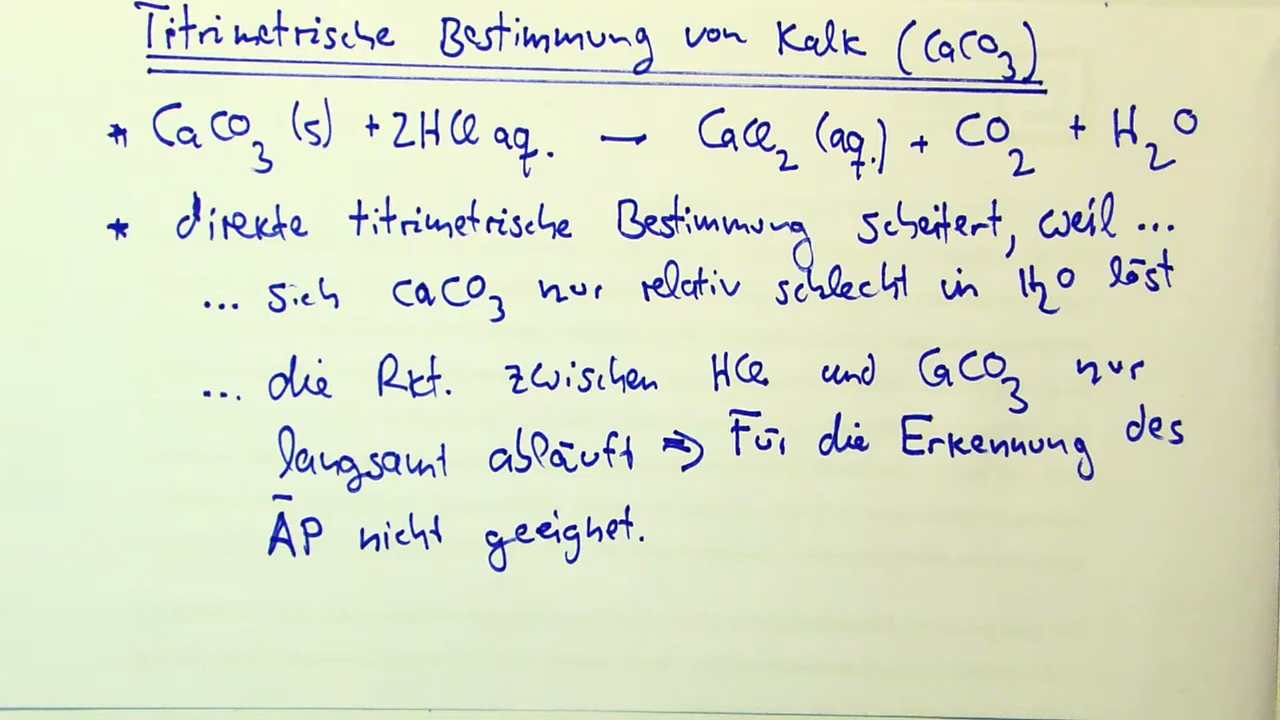 Titrimetrische Bestimmung von Kalk (CaCO₃)
* CaCO₃ (s) + 2HCl aq. → CaCl₂ (aq.) + CO₂ + H₂O
* direkte titrimetrische Bestimmung scheitert, weil ...
... sich CaCO₃ nur relativ schlecht in H₂O löst
... die Rkt. zwischen HCl und CaCO₃ nur
langsam abläuft ⇒ Für die Erkennung des
ÄP nicht geeignet.